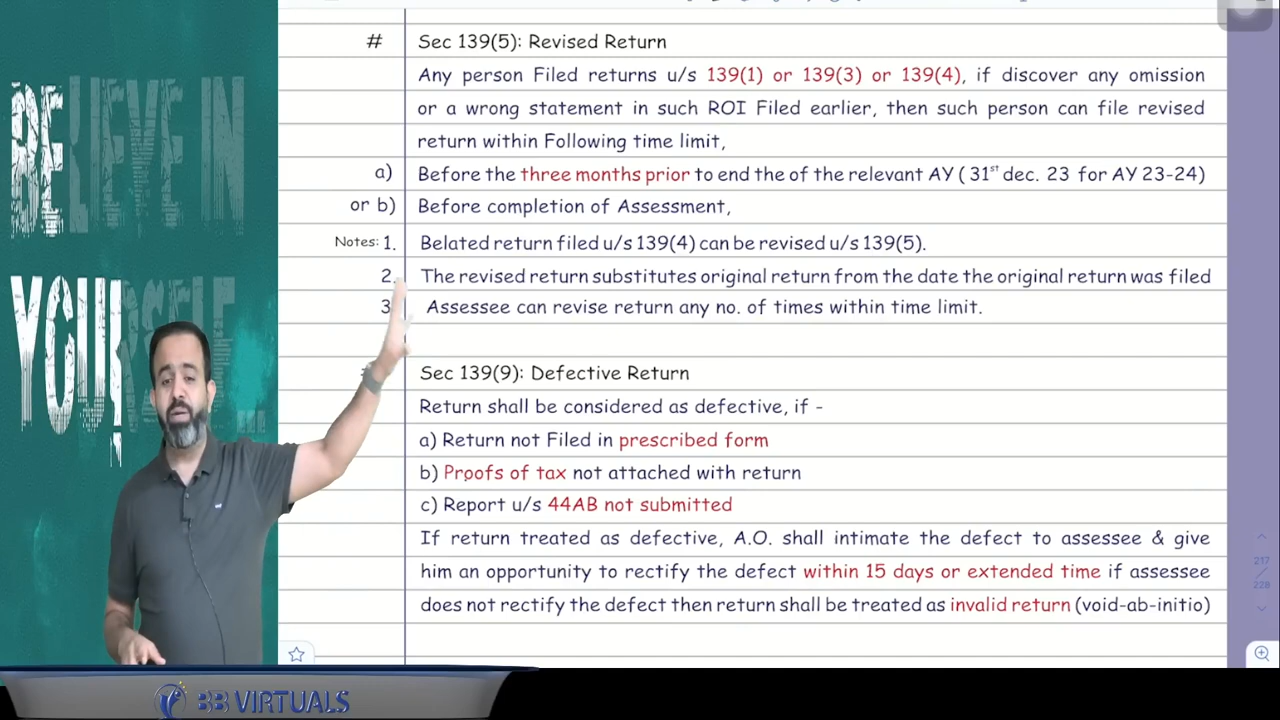 BELIEVE IN
YOURSELF...
# Sec 139(5): Revised Return
Any person Filed returns u/s 139(1) or 139(3) or 139(4), if discover any omission
or a wrong statement in such ROI Filed earlier, then such person can file revised
return within Following time limit,
a) Before the three months prior to end the of the relevant AY ( 31st dec. 23 for AY 23-24)
or b) Before completion of Assessment,
Notes: 1. Belated return filed u/s 139(4) can be revised u/s 139(5).
2. The revised return substitutes original return from the date the original return was filed
3 Assessee can revise return any no. of times within time limit.
Sec 139(9): Defective Return
Return shall be considered as defective, if -
a) Return not Filed in prescribed form
b) Proofs of tax not attached with return
c) Report u/s 44AB not submitted
If return treated as defective, A.O. shall intimate the defect to assessee & give
him an opportunity to rectify the defect within 15 days or extended time if assessee
does not rectify the defect then return shall be treated as invalid return (void-ab-initio)
217
228
BB VIRTUALS